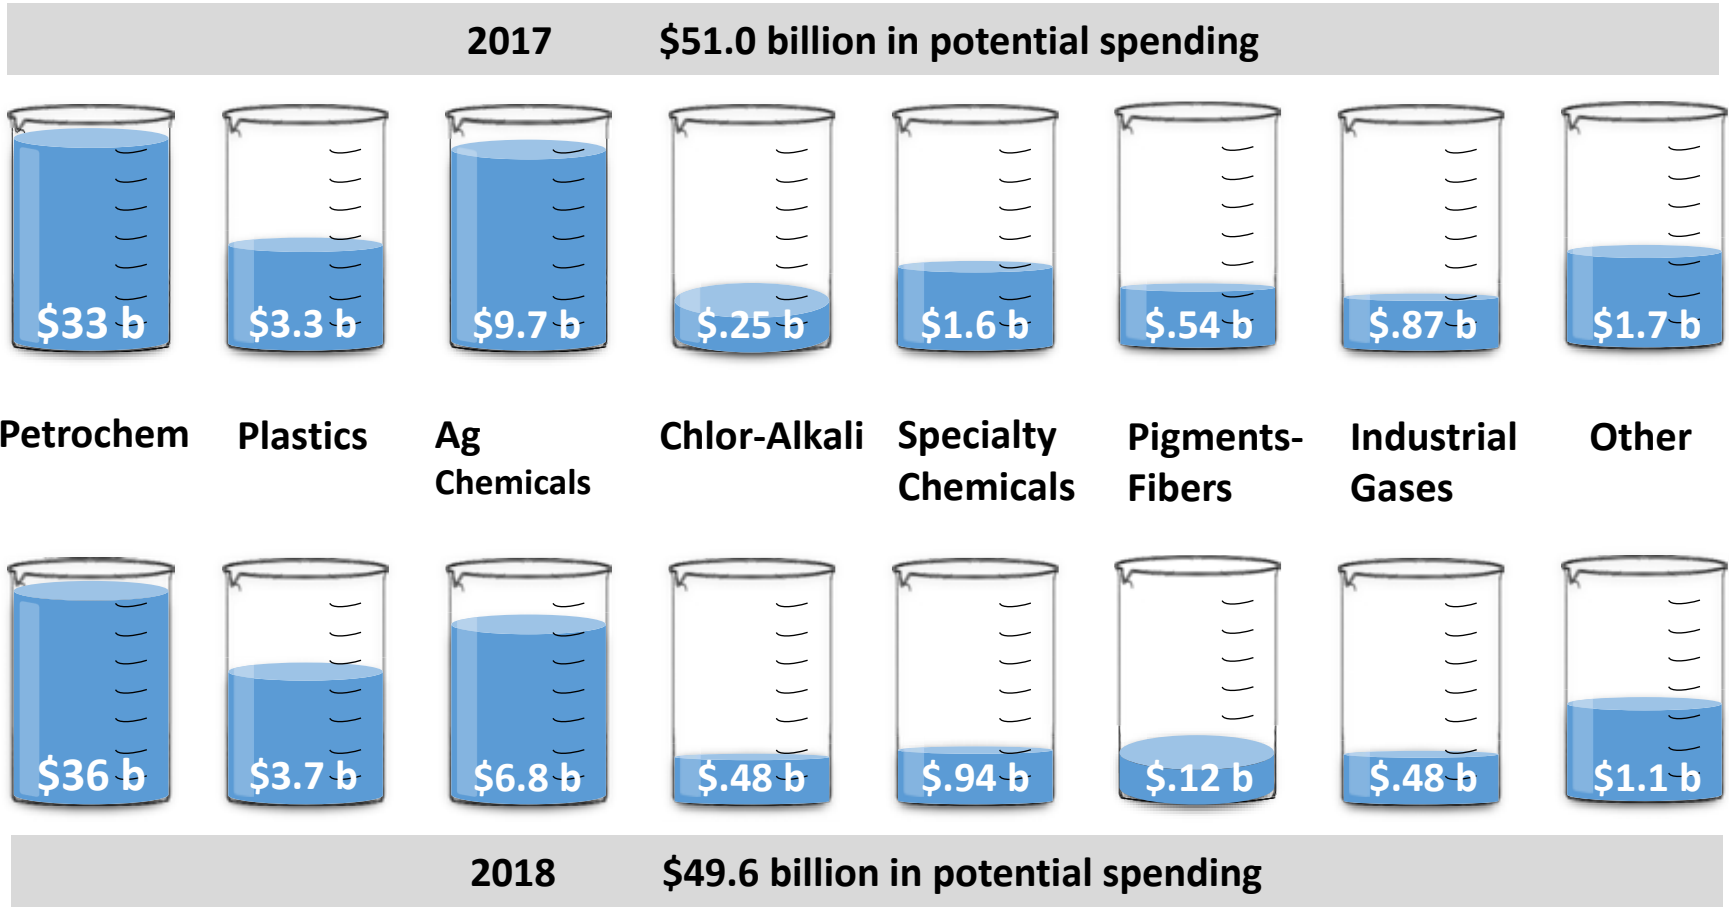 2017 $51.0 billion in potential spending
$33 b $3.3 b $9.7 b $.25 b $1.6 b $.54 b $.87 b $1.7 b
Petrochem Plastics Ag Chlor-Alkali Specialty Pigments- Industrial Other
Chemicals Chemicals Fibers Gases
$36 b $3.7 b $6.8 b $.48 b $.94 b $.12 b $.48 b $1.1 b
2018 $49.6 billion in potential spending